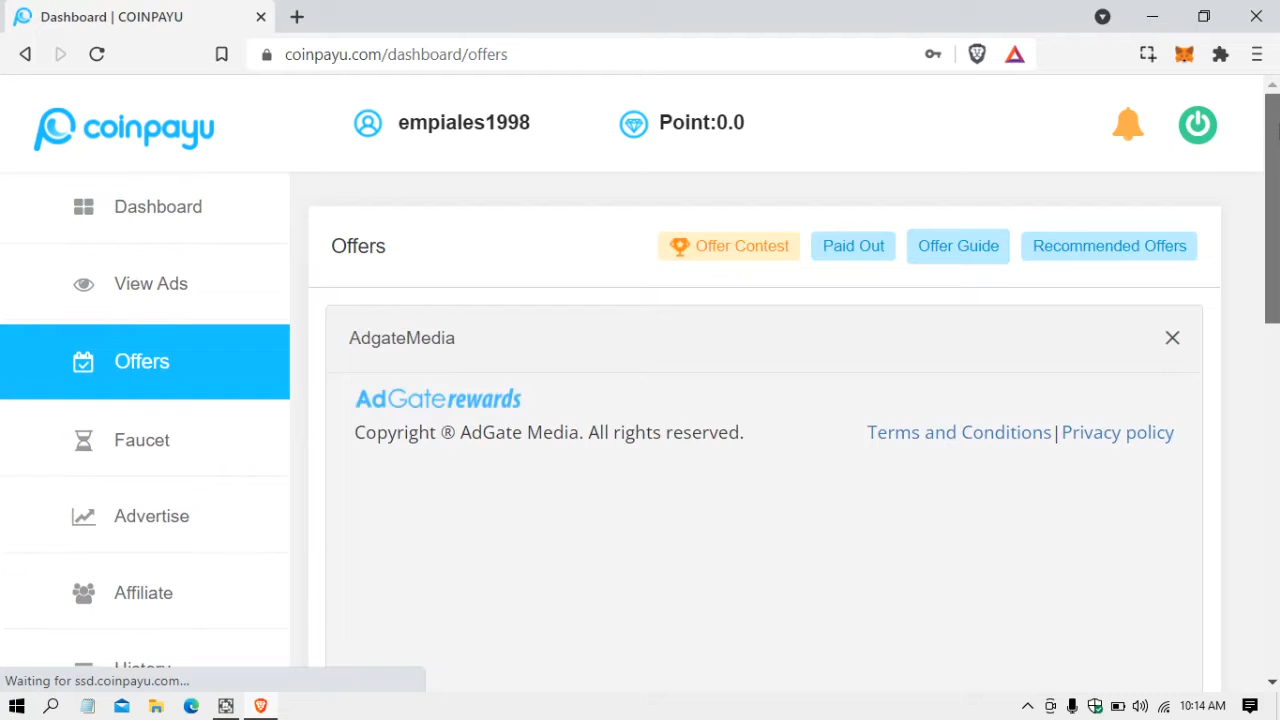 Dashboard | COINPAYU
coinpayu.com/dashboard/offers
coinpayu
empiales1998
Point:0.0
Dashboard
View Ads
Offers
Faucet
Advertise
Affiliate
History
Offers
Offer Contest
Paid Out
Offer Guide
Recommended Offers
AdgateMedia
AdGaterewards
Copyright ® AdGate Media. All rights reserved.
Terms and Conditions|Privacy policy
Waiting for ssd.coinpayu.com...
10:14 AM